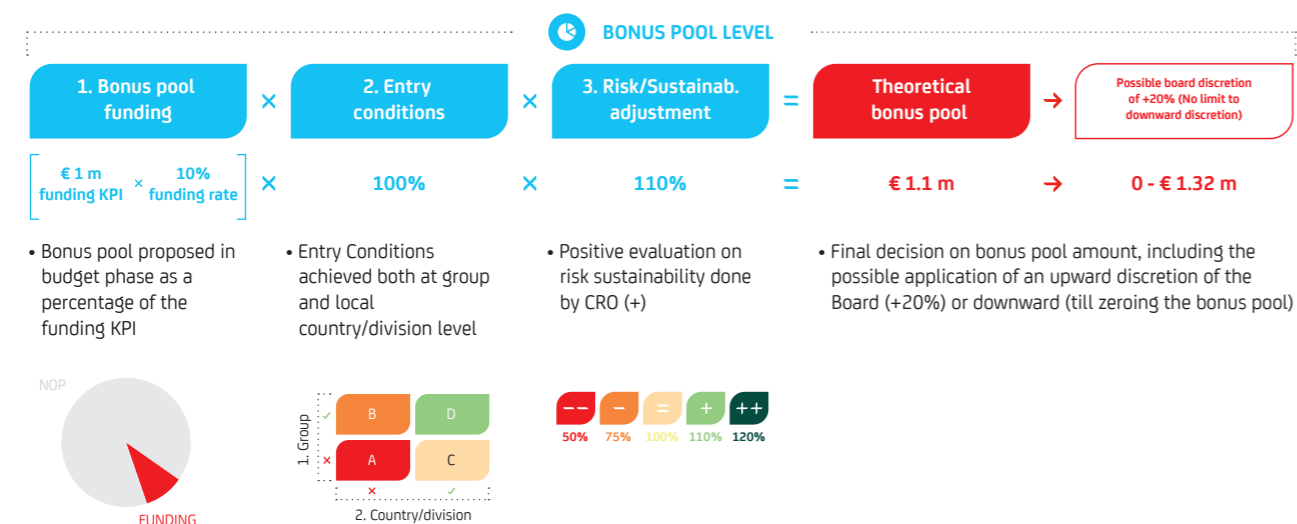 BONUS POOL LEVEL
1. Bonus pool
funding
×
2. Entry
conditions
×
3. Risk/Sustainab.
adjustment
=
Theoretical
bonus pool
→
Possible board discretion
of +20% (No limit to
downward discretion)
€ 1 m
funding KPI
×
10%
funding rate
×
100%
×
110%
=
€ 1.1 m
→
0 - € 1.32 m
• Bonus pool proposed in
budget phase as a
percentage of the
funding KPI
• Entry Conditions
achieved both at group
and local
country/division level
• Positive evaluation on
risk sustainability done
by CRO (+)
• Final decision on bonus pool amount, including the
possible application of an upward discretion of the
Board (+20%) or downward (till zeroing the bonus pool)
NOP
FUNDING
1. Group
✓
×
B
D
A
C
×
✓
2. Country/division
--
-
=
+
++
50%
75%
100%
110%
120%